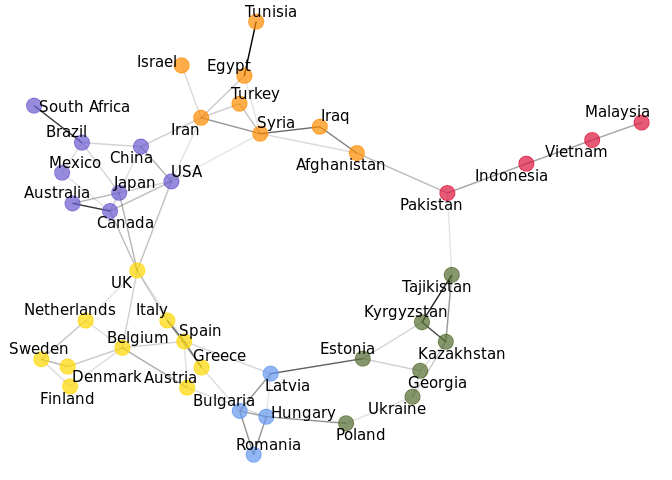 Tunisia
Israel
Egypt
Turkey
South Africa
Malaysia
Iraq
Syria
Brazil
Iran
Vietnam
China
Mexico
Afghanistan
USA
Indonesia
Japan
Australia
Pakistan
Canada
UK
Tajikistan
Netherlands
Italy
Kyrgyzstan
Spain
Belgium
Sweden
Estonia
Greece
Kazakhstan
Denmark
Austria
Latvia
Georgia
Finland
Bulgaria
Ukraine
Hungary
Poland
Romania